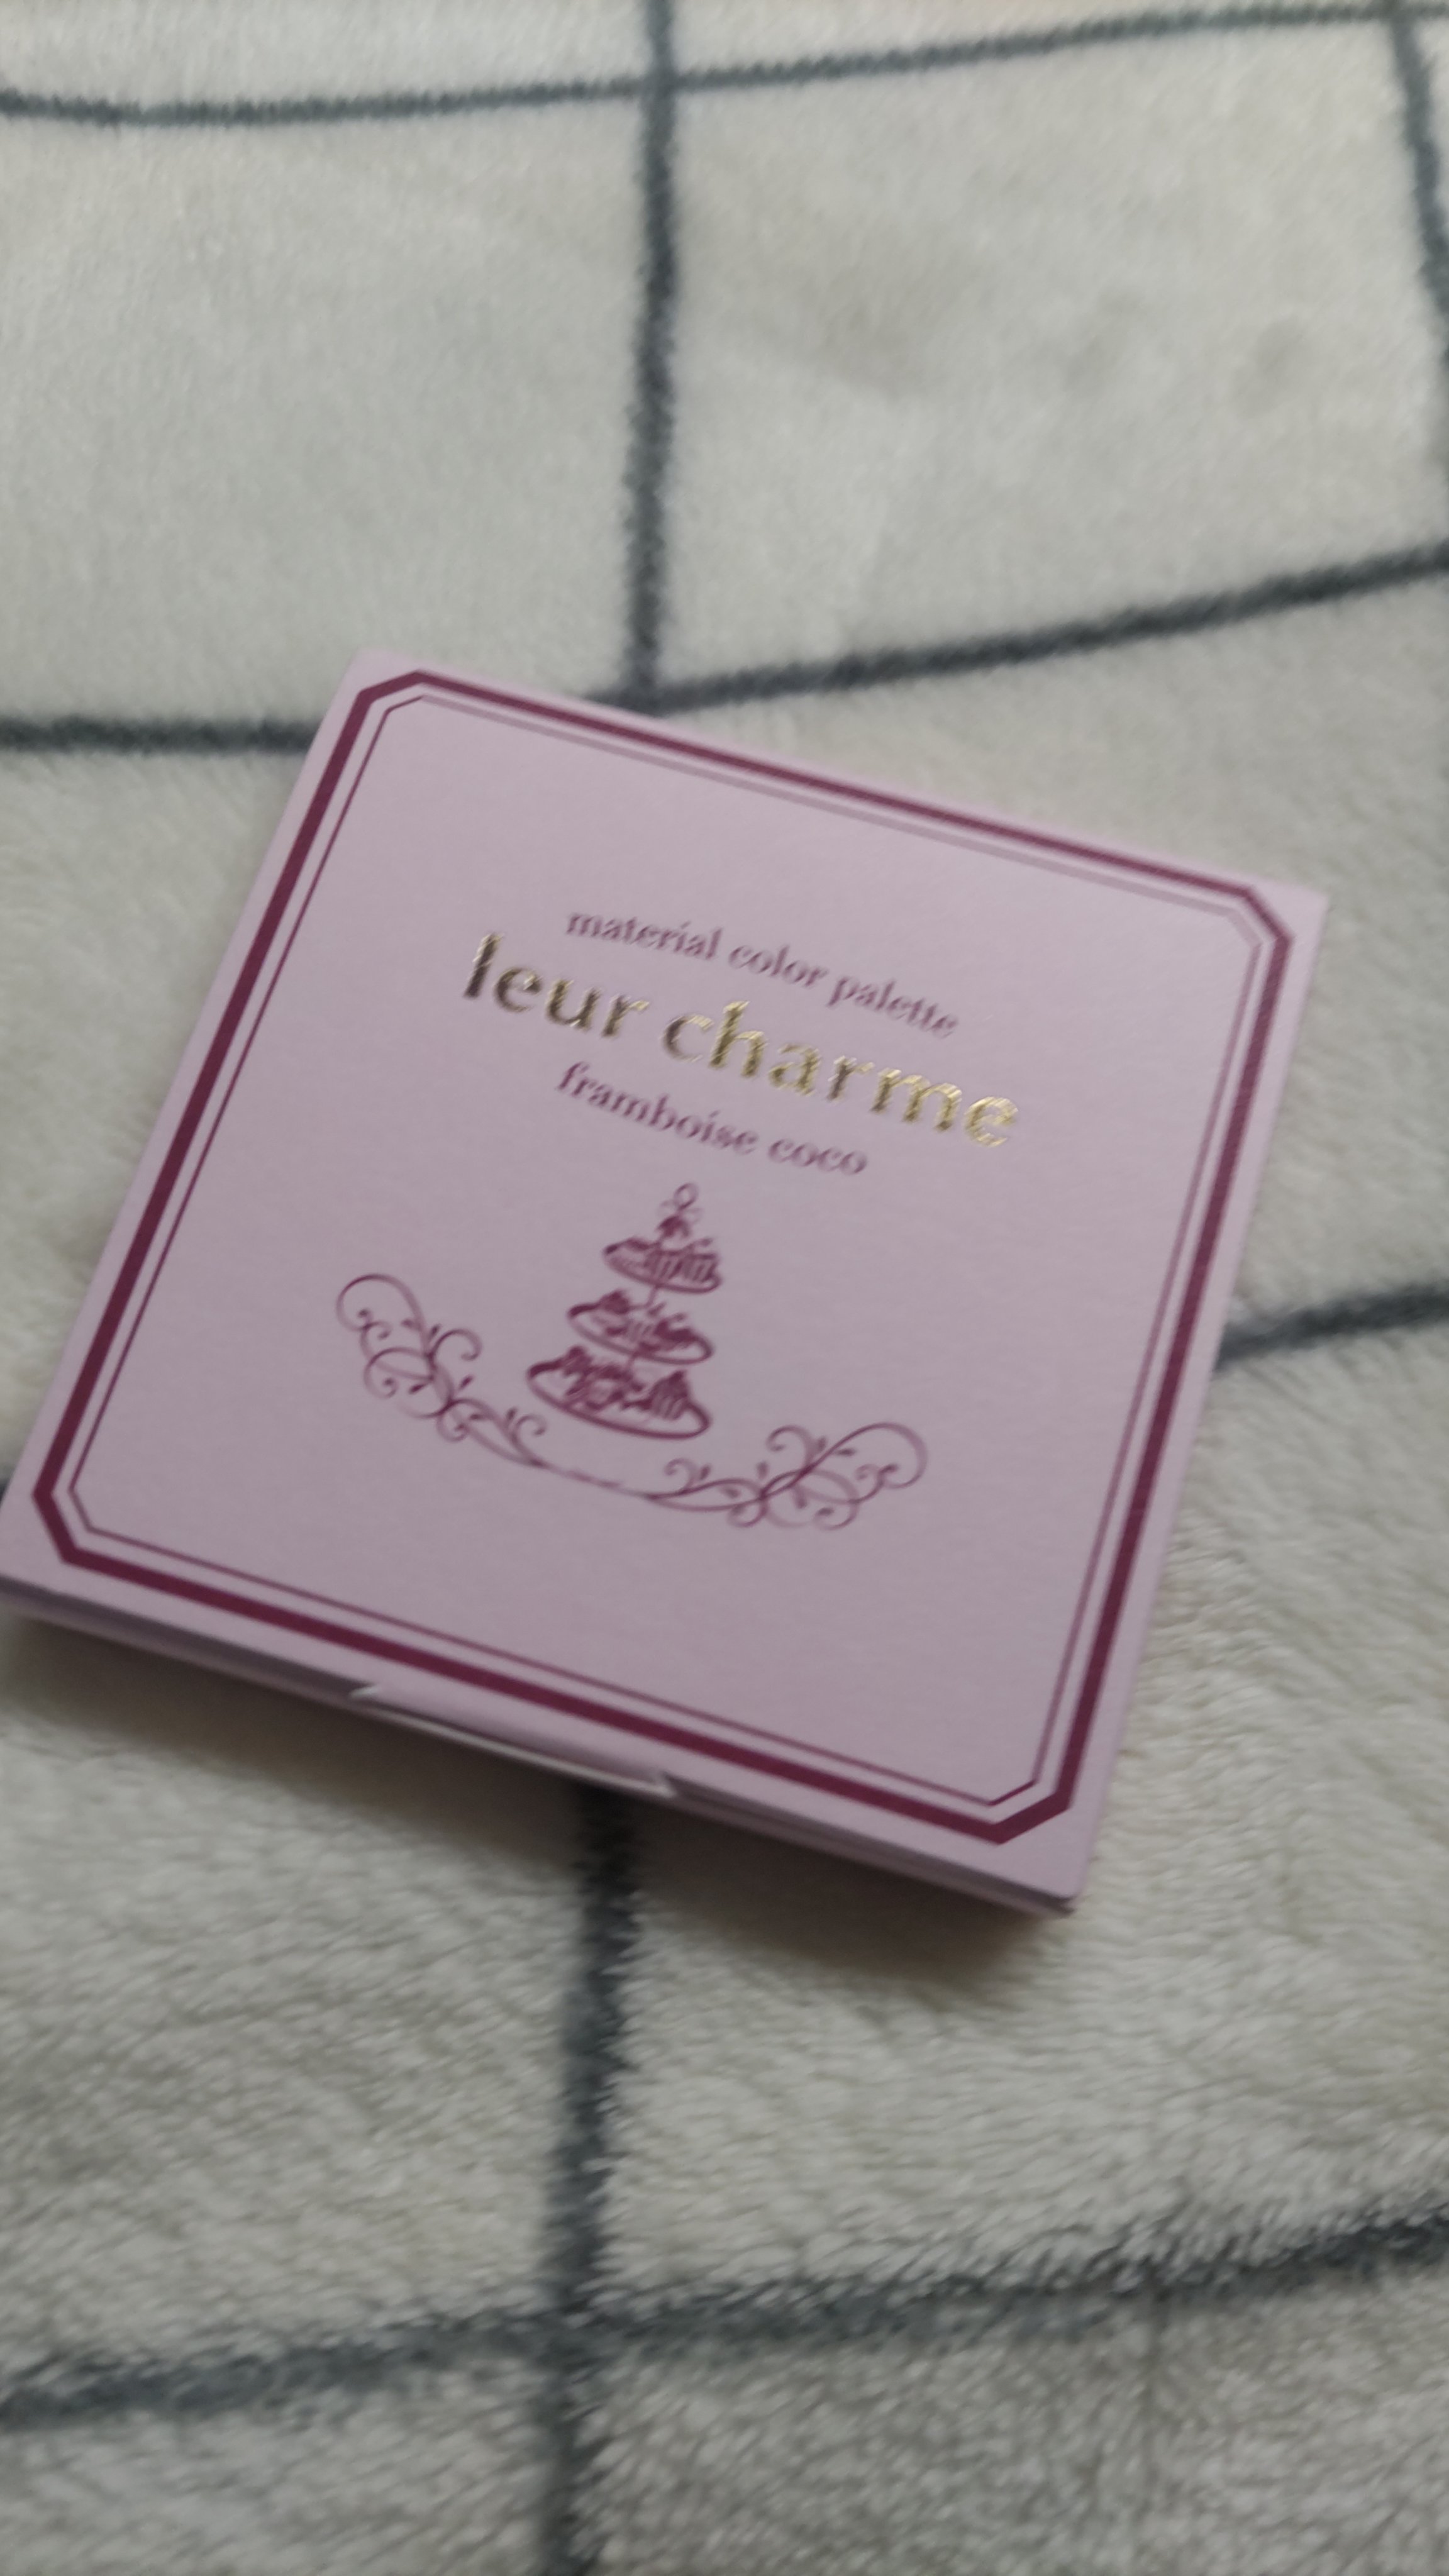 material color palette
leur charme
framboise coco